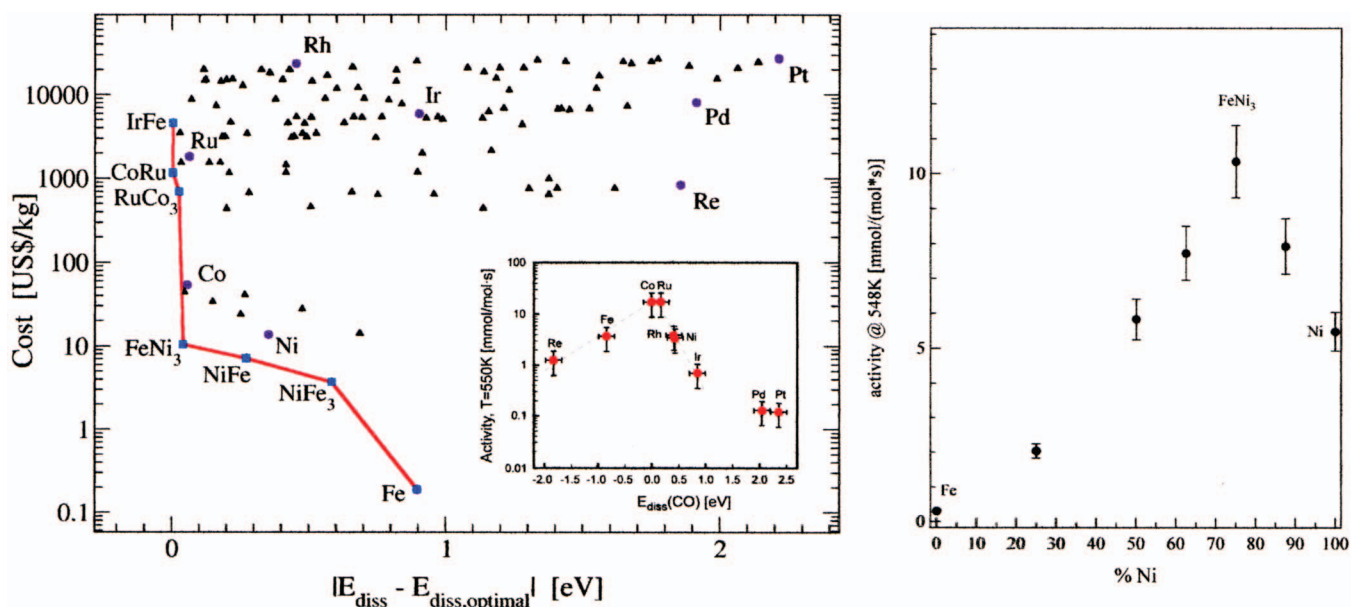 Cost [US$/kg]
10000
1000
100
10
1
0.1
Rh
Pt
Ir
Pd
IrFe
Ru
CoRu
RuCo3
Re
Co
FeNi3
Ni
NiFe
NiFe3
Fe
0
1
2
|Ediss - Ediss,optimal| [eV]
Activity, T=550K [mmol/mol·s]
100
10
1
0.1
0.01
Co Ru
Fe
Re
Rh
Ni
Ir
Pd Pt
-2.0 -1.5 -1.0 -0.5 0.0 0.5 1.0 1.5 2.0 2.5
Ediss(CO) [eV]
activity @ 548K [mmol/(mol*s)]
10
5
0
FeNi3
Ni
Fe
0 10 20 30 40 50 60 70 80 90 100
% Ni